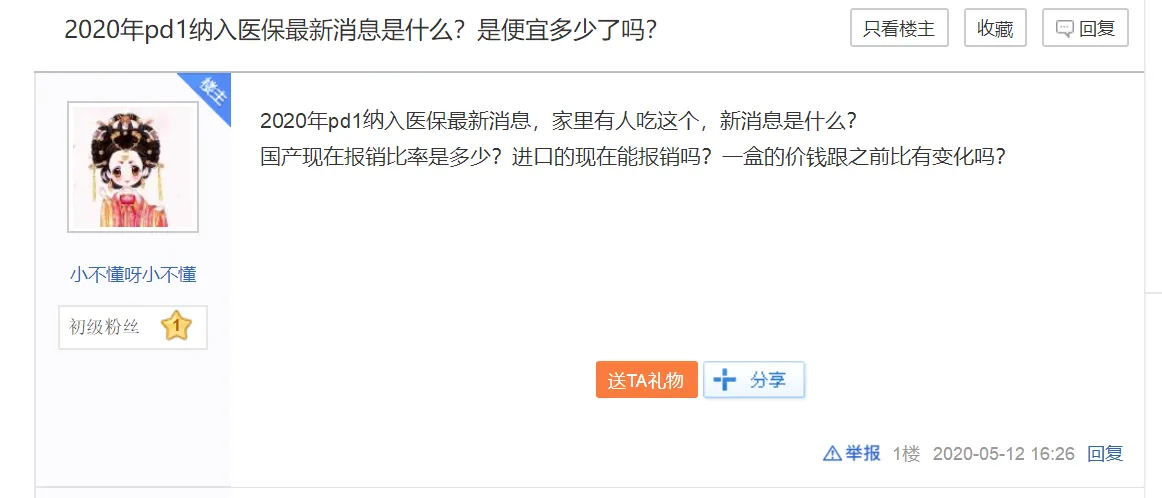 2020年pd1纳入医保最新消息是什么？是便宜多少了吗？
只看楼主
收藏
回复
楼主
2020年pd1纳入医保最新消息，家里有人吃这个，新消息是什么？
国产现在报销比率是多少？进口的现在能报销吗？一盒的价钱跟之前比有变化吗？
小不懂呀小不懂
初级粉丝 1
送TA礼物
分享
举报 1楼 2020-05-12 16:26 回复